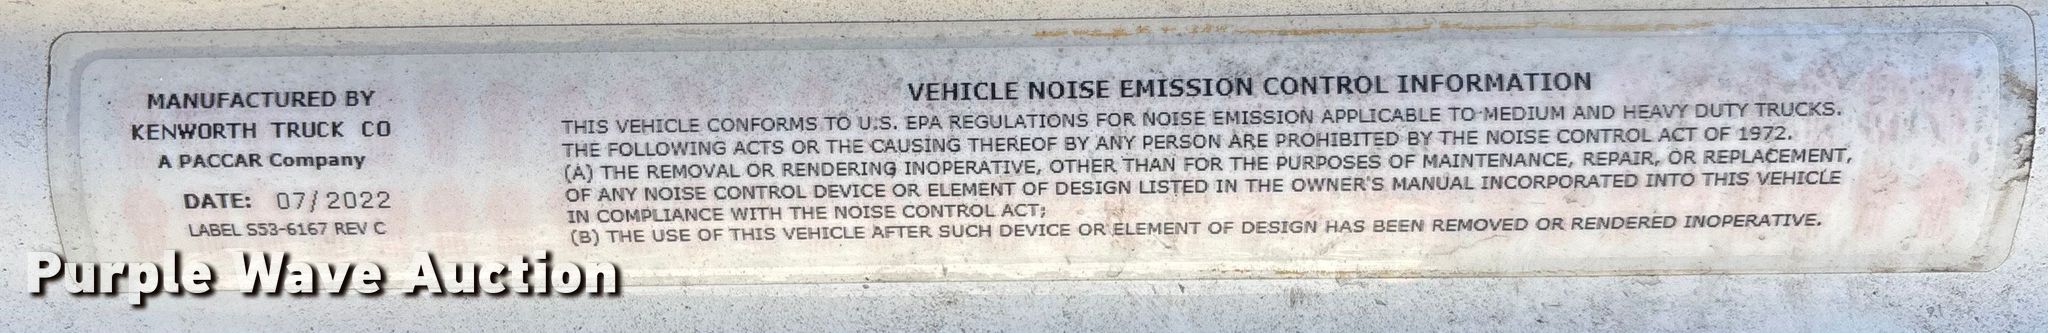 MANUFACTURED BY
KENWORTH TRUCK CO
A PACCAR Company
DATE: 07/2022
LABEL S53-6167 REV C
VEHICLE NOISE EMISSION CONTROL INFORMATION
THIS VEHICLE CONFORMS TO U.S. EPA REGULATIONS FOR NOISE EMISSION APPLICABLE TO MEDIUM AND HEAVY DUTY TRUCKS.
THE FOLLOWING ACTS OR THE CAUSING THEREOF BY ANY PERSON ARE PROHIBITED BY THE NOISE CONTROL ACT OF 1972.
(A) THE REMOVAL OR RENDERING INOPERATIVE, OTHER THAN FOR THE PURPOSES OF MAINTENANCE, REPAIR, OR REPLACEMENT,
OF ANY NOISE CONTROL DEVICE OR ELEMENT OF DESIGN LISTED IN THE OWNER'S MANUAL INCORPORATED INTO THIS VEHICLE
IN COMPLIANCE WITH THE NOISE CONTROL ACT;
(B) THE USE OF THIS VEHICLE AFTER SUCH DEVICE OR ELEMENT OF DESIGN HAS BEEN REMOVED OR RENDERED INOPERATIVE.
Purple Wave Auction